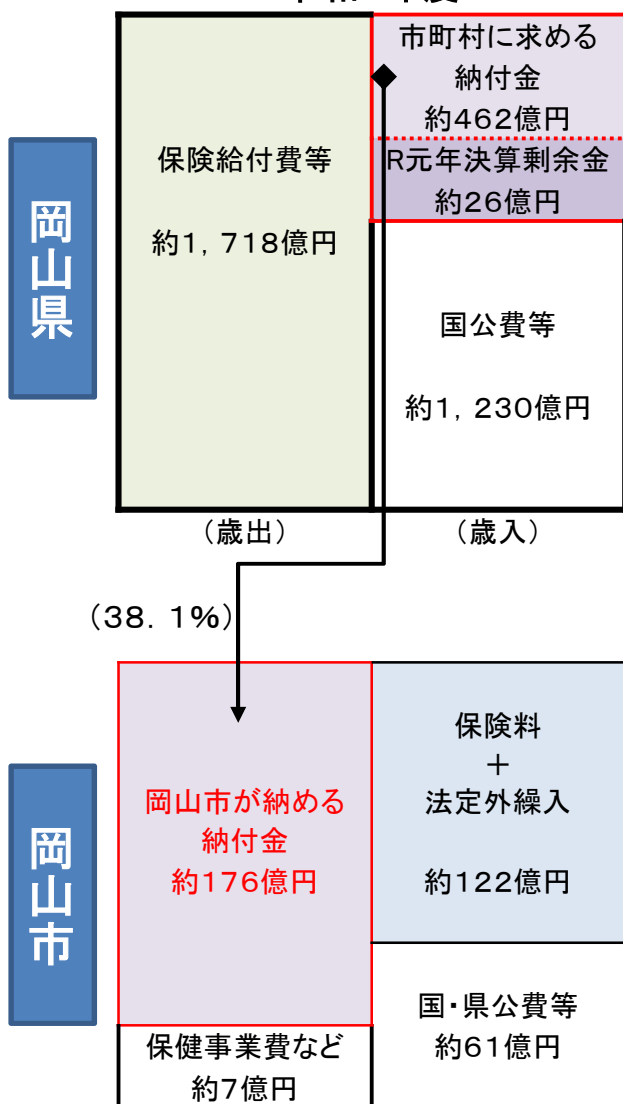 岡山県
保険給付費等
約1，718億円
市町村に求める
納付金
約462億円
R元年決算剰余金
約26億円
国公費等
約1，230億円
（歳出）
（歳入）
（38．1%）
岡山市
岡山市が納める
納付金
約176億円
保健事業費など
約7億円
保険料
＋
法定外繰入
約122億円
国・県公費等
約61億円